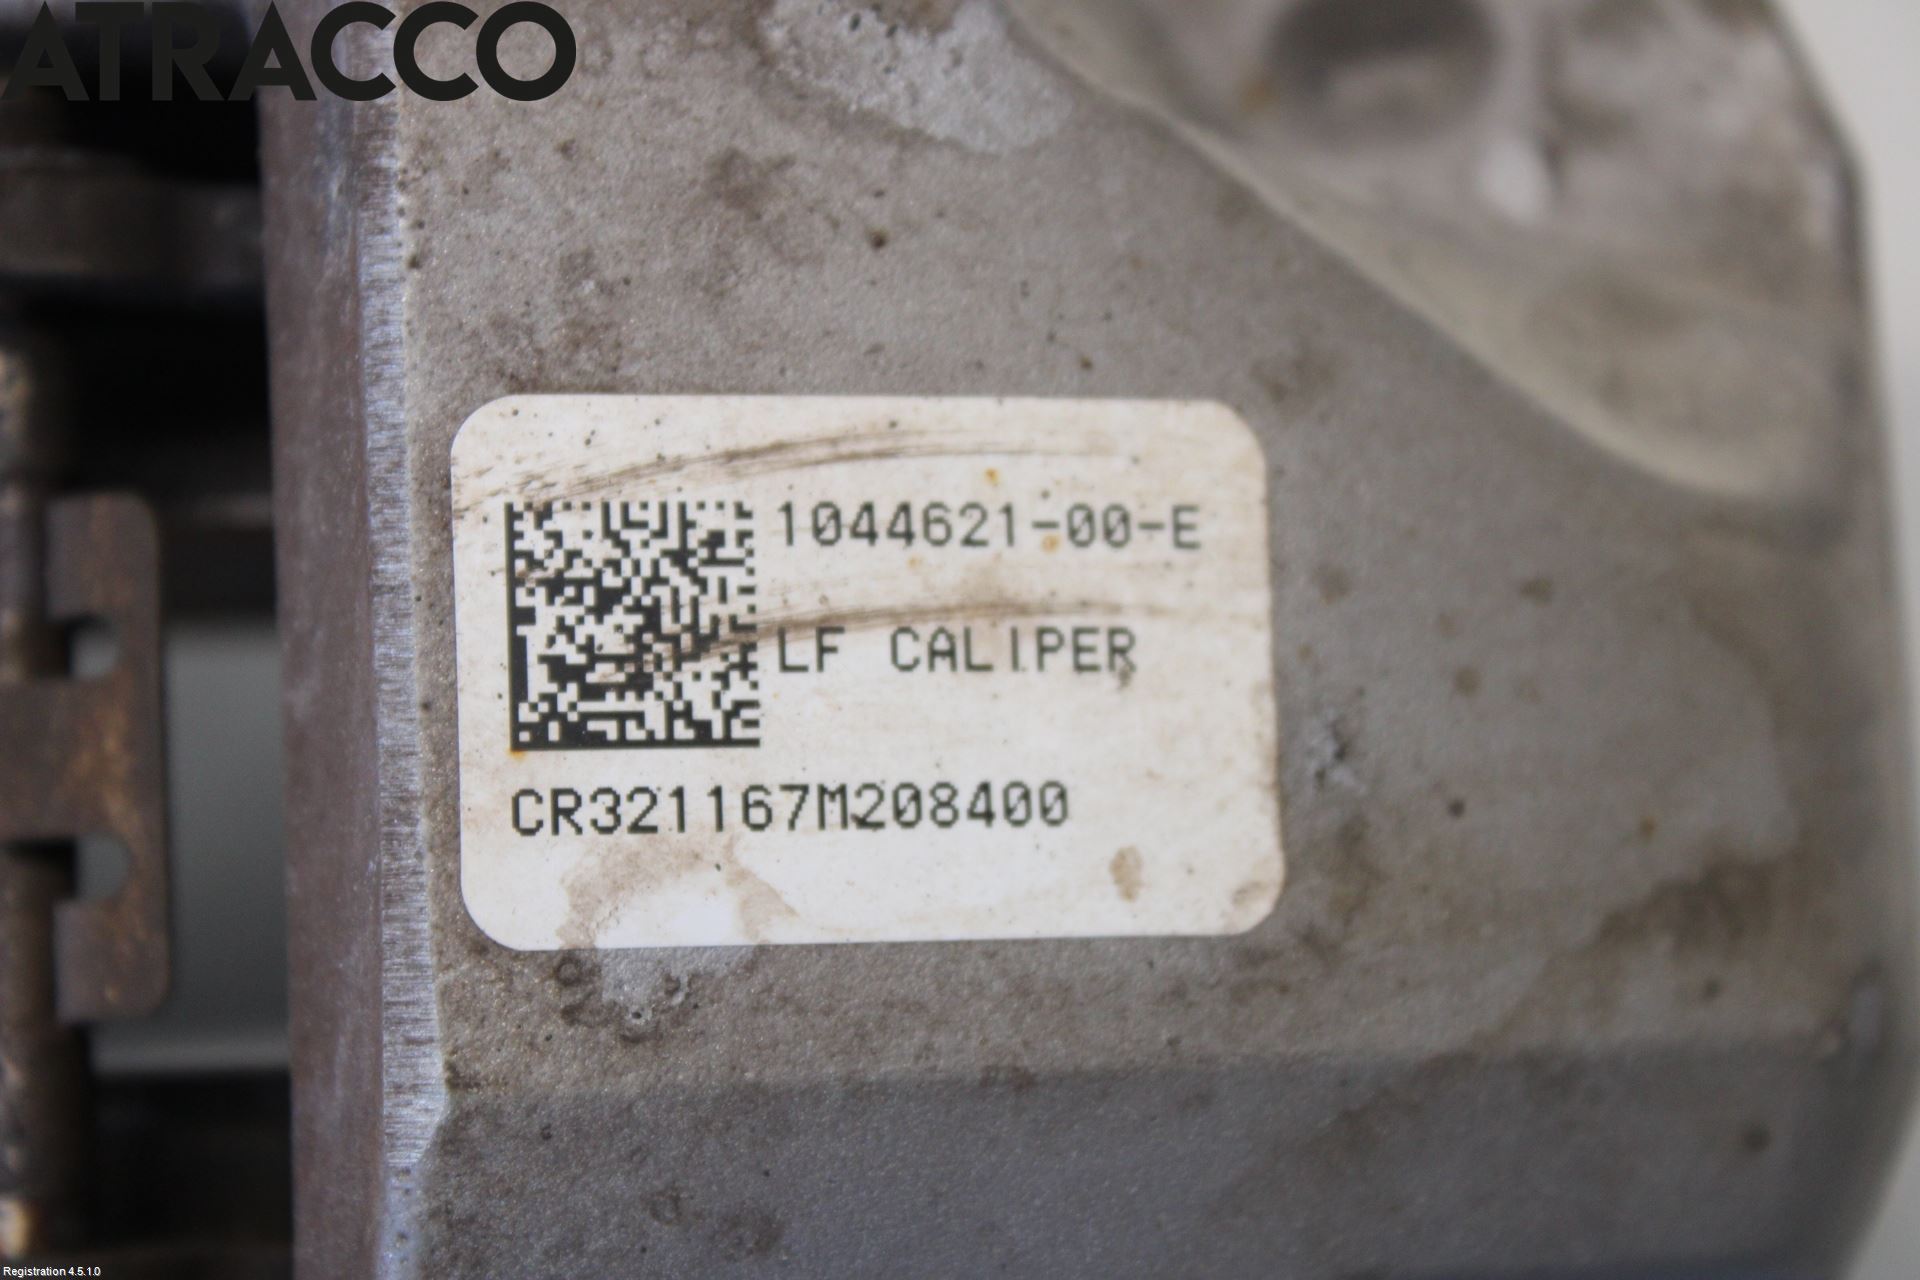 ATRACCO
1044621-00-E
LF CALIPER
CR321167M208400
Registration 4.5.1.0